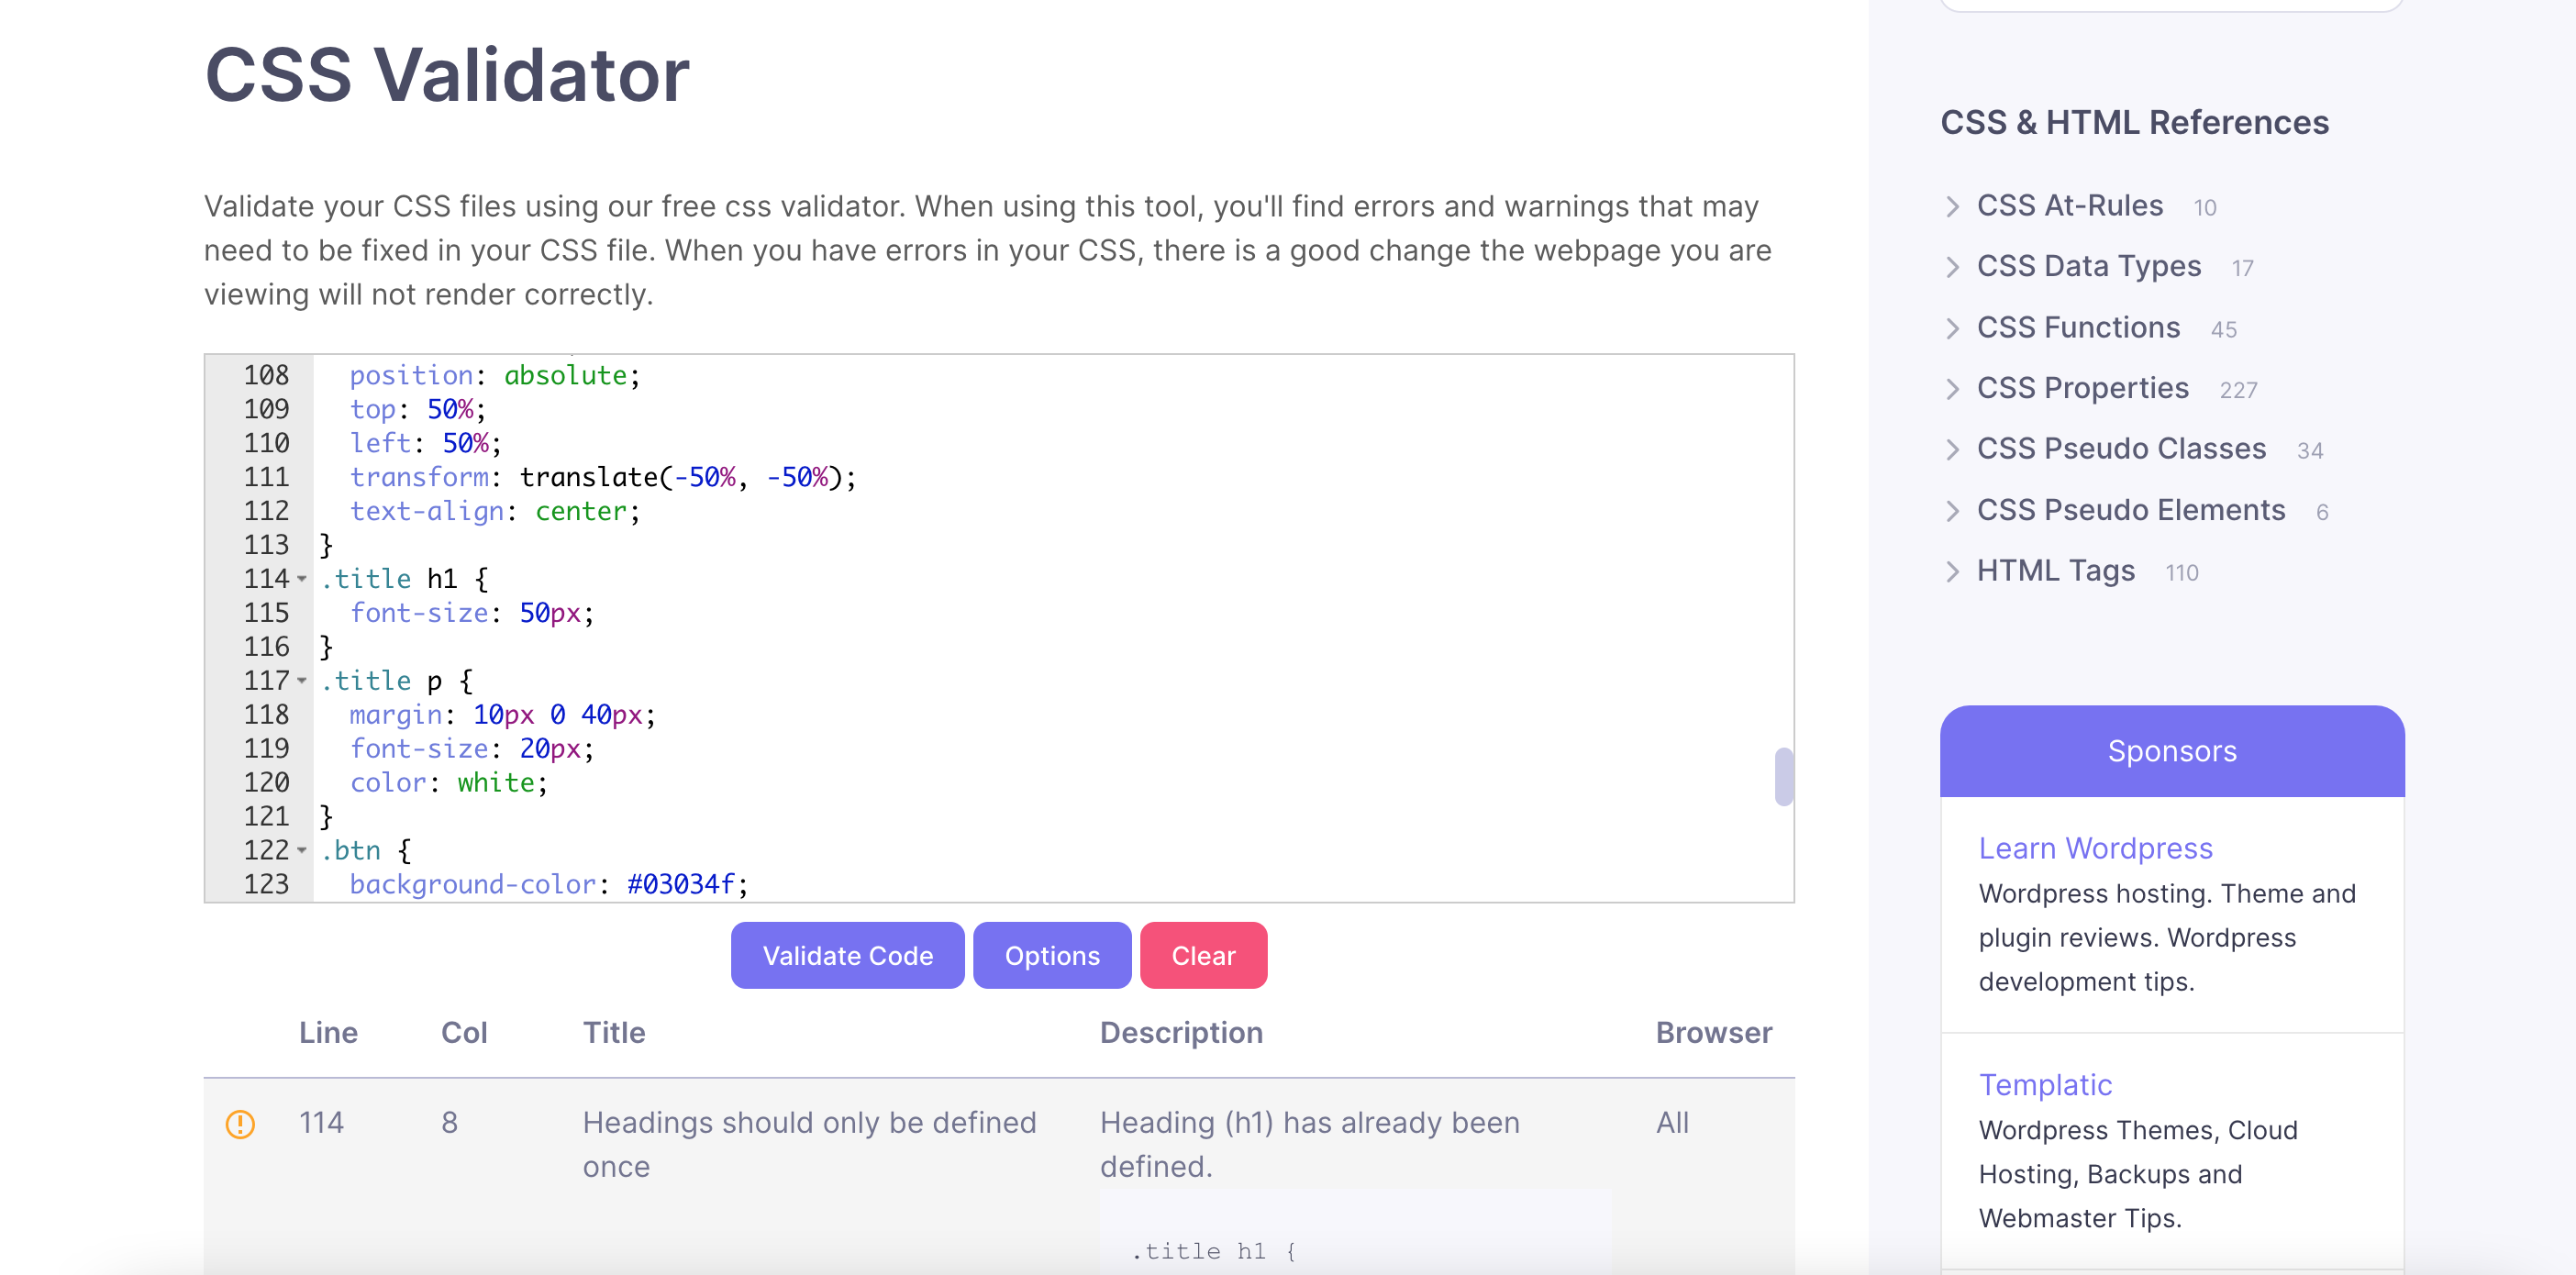 CSS Validator
Validate your CSS files using our free css validator. When using this tool, you'll find errors and warnings that may
need to be fixed in your CSS file. When you have errors in your CSS, there is a good change the webpage you are
viewing will not render correctly.
108 position: absolute;
109 top: 50%;
110 left: 50%;
111 transform: translate(-50%, -50%);
112 text-align: center;
113 }
114 .title h1 {
115 font-size: 50px;
116 }
117 .title p {
118 margin: 10px 0 40px;
119 font-size: 20px;
120 color: white;
121 }
122 .btn {
123 background-color: #03034f;
Validate Code Options Clear
Line Col Title Description Browser
114 8 Headings should only be defined Heading (h1) has already been All
once defined.
.title h1 {
CSS & HTML References
CSS At-Rules 10
CSS Data Types 17
CSS Functions 45
CSS Properties 227
CSS Pseudo Classes 34
CSS Pseudo Elements 6
HTML Tags 110
Sponsors
Learn Wordpress
Wordpress hosting. Theme and
plugin reviews. Wordpress
development tips.
Templatic
Wordpress Themes, Cloud
Hosting, Backups and
Webmaster Tips.